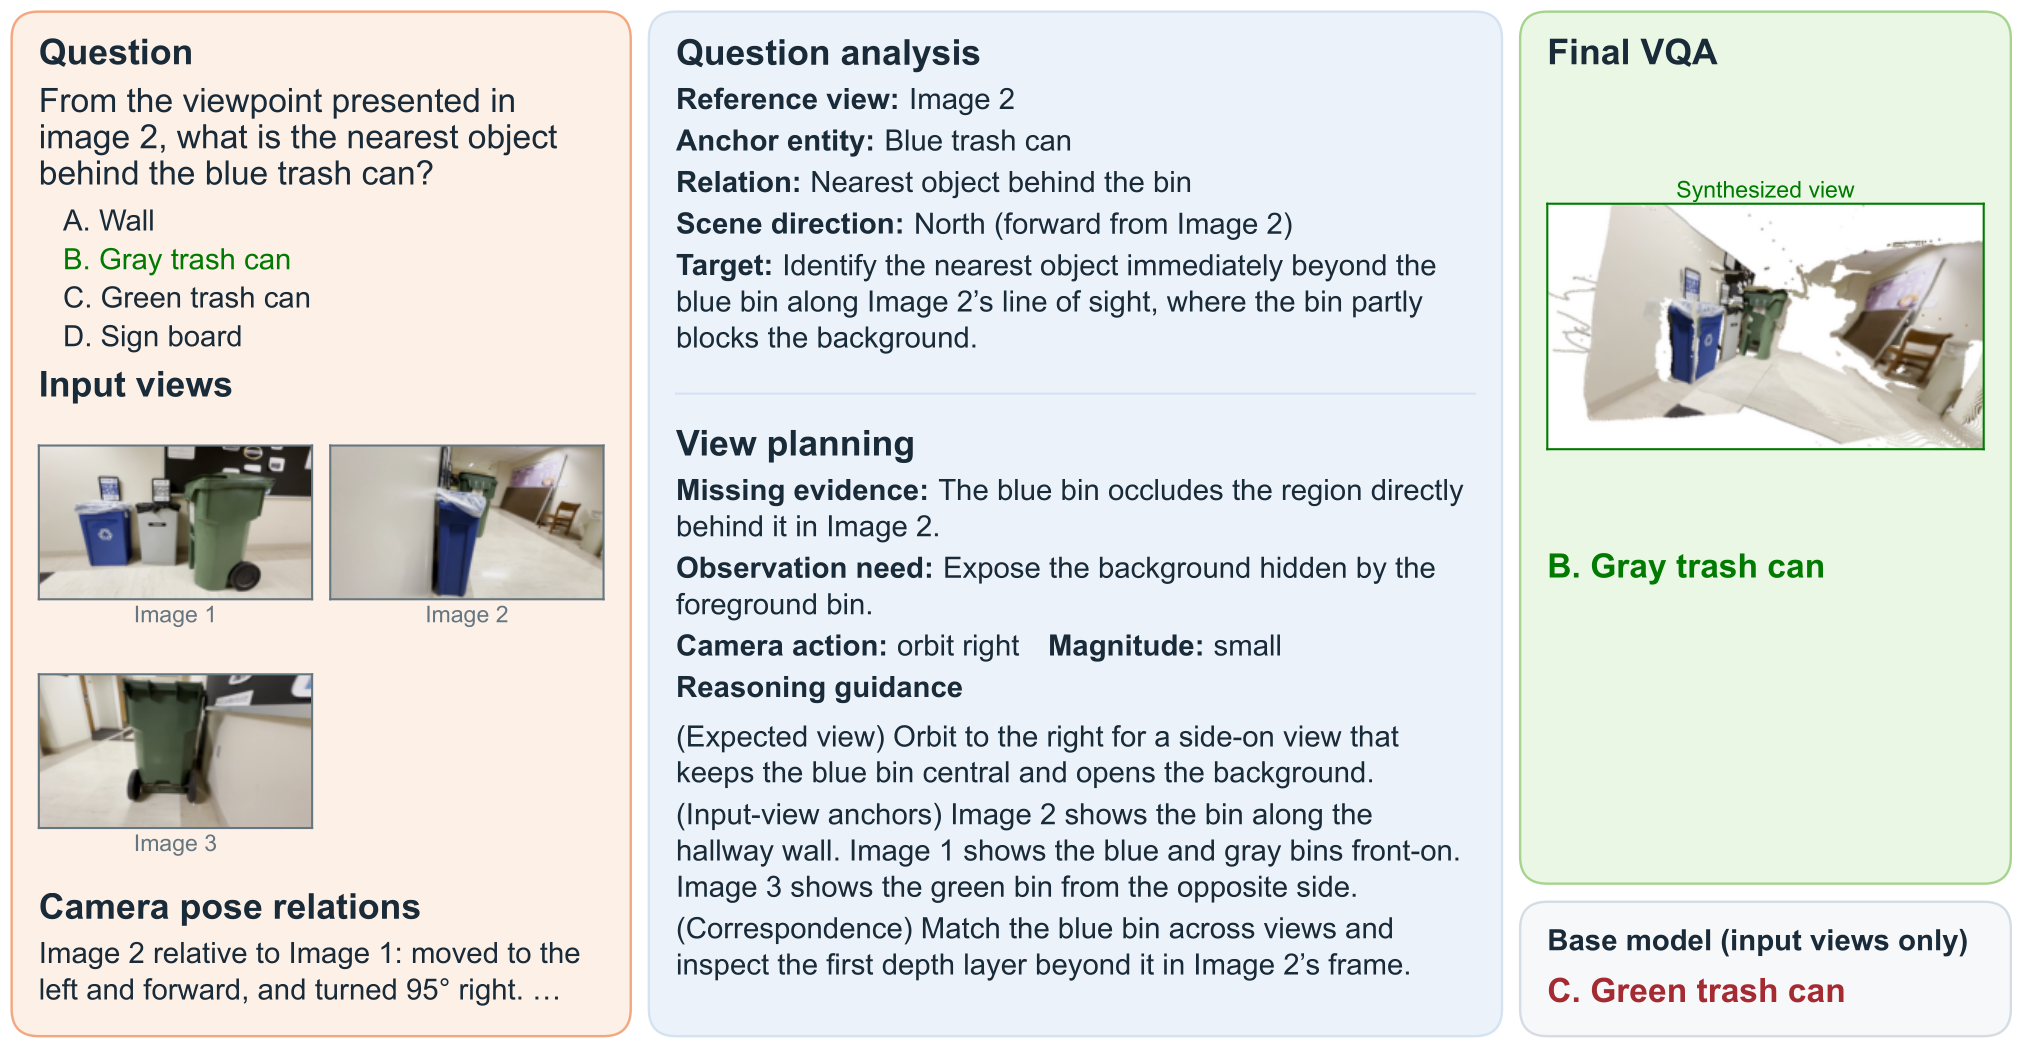 Question
From the viewpoint presented in
image 2, what is the nearest object
behind the blue trash can?
A. Wall
B. Gray trash can
C. Green trash can
D. Sign board
Input views
Image 1
Image 2
Image 3
Camera pose relations
Image 2 relative to Image 1: moved to the
left and forward, and turned 95° right. …
Question analysis
Reference view: Image 2
Anchor entity: Blue trash can
Relation: Nearest object behind the bin
Scene direction: North (forward from Image 2)
Target: Identify the nearest object immediately beyond the
blue bin along Image 2’s line of sight, where the bin partly
blocks the background.
View planning
Missing evidence: The blue bin occludes the region directly
behind it in Image 2.
Observation need: Expose the background hidden by the
foreground bin.
Camera action: orbit right Magnitude: small
Reasoning guidance
(Expected view) Orbit to the right for a side-on view that
keeps the blue bin central and opens the background.
(Input-view anchors) Image 2 shows the bin along the
hallway wall. Image 1 shows the blue and gray bins front-on.
Image 3 shows the green bin from the opposite side.
(Correspondence) Match the blue bin across views and
inspect the first depth layer beyond it in Image 2’s frame.
Final VQA
Synthesized view
B. Gray trash can
Base model (input views only)
C. Green trash can